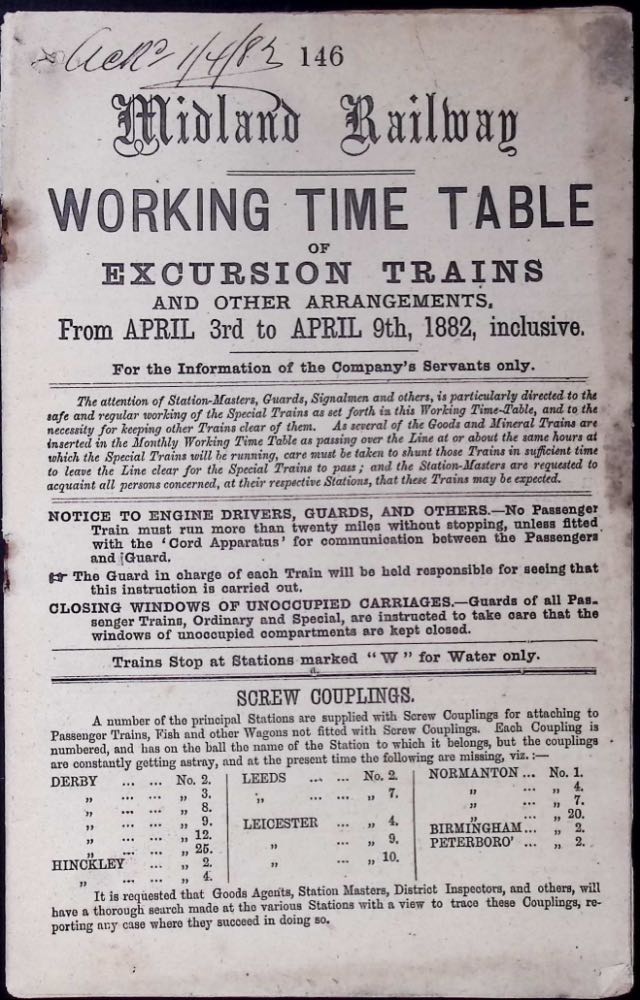 Ackd 1/4/82 146
Midland Railway
WORKING TIME TABLE
OF
EXCURSION TRAINS
AND OTHER ARRANGEMENTS,
From APRIL 3rd to APRIL 9th, 1882, inclusive.
For the Information of the Company's Servants only.
The attention of Station-Masters, Guards, Signalmen and others, is particularly directed to the
safe and regular working of the Special Trains as set forth in this Working Time-Table, and to the
necessity for keeping other Trains clear of them. As several of the Goods and Mineral Trains are
inserted in the Monthly Working Time Table as passing over the Line at or about the same hours at
which the Special Trains will be running, care must be taken to shunt those Trains in sufficient time
to leave the Line clear for the Special Trains to pass; and the Station-Masters are requested to
acquaint all persons concerned, at their respective Stations, that these Trains may be expected.
NOTICE TO ENGINE DRIVERS, GUARDS, AND OTHERS.—No Passenger
Train must run more than twenty miles without stopping, unless fitted
with the 'Cord Apparatus' for communication between the Passengers
and Guard.
☞ The Guard in charge of each Train will be held responsible for seeing that
this instruction is carried out.
CLOSING WINDOWS OF UNOCCUPIED CARRIAGES.—Guards of all Pas-
senger Trains, Ordinary and Special, are instructed to take care that the
windows of unoccupied compartments are kept closed.
Trains Stop at Stations marked "W" for Water only.
SCREW COUPLINGS.
A number of the principal Stations are supplied with Screw Couplings for attaching to
Passenger Trains, Fish and other Wagons not fitted with Screw Couplings. Each Coupling is
numbered, and has on the ball the name of the Station to which it belongs, but the couplings
are constantly getting astray, and at the present time the following are missing, viz.:—
DERBY ... ... No. 2.
„ ... ... „ 3.
„ ... ... „ 8.
„ ... ... „ 9.
„ ... ... „ 12.
„ ... ... „ 25.
HINCKLEY ... ... „ 2.
„ ... ... „ 4.
LEEDS ... ... No. 2.
„ ... ... „ 7.
LEICESTER ... „ 4.
„ ... „ 9.
„ ... „ 10.
NORMANTON ... No. 1.
„ ... „ 4.
„ ... „ 7.
„ ... „ 20.
BIRMINGHAM ... „ 2.
PETERBORO' ... „ 2.
It is requested that Goods Agents, Station Masters, District Inspectors, and others, will
have a thorough search made at the various Stations with a view to trace these Couplings, re-
porting any case where they succeed in doing so.